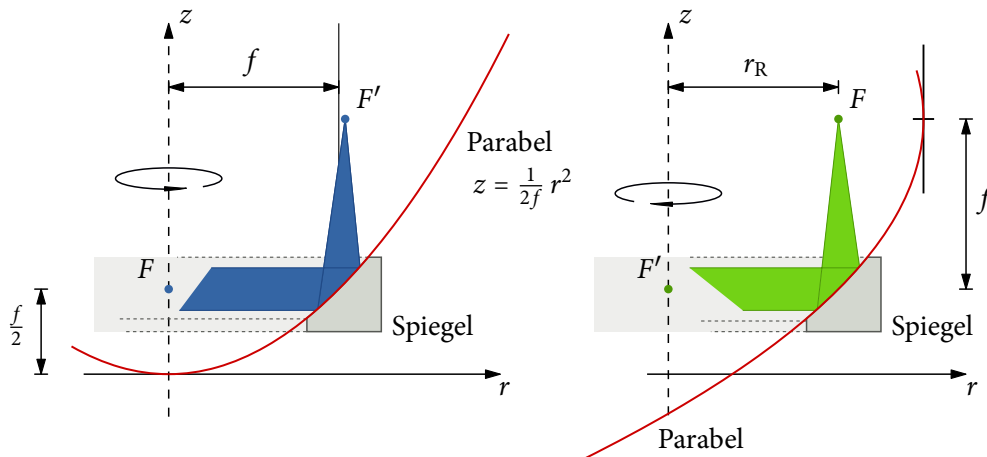 z
f
F′
Parabel
z = 1/2f r²
F
f/2
Spiegel
r
z
r_R
F
f
F′
Spiegel
r
Parabel